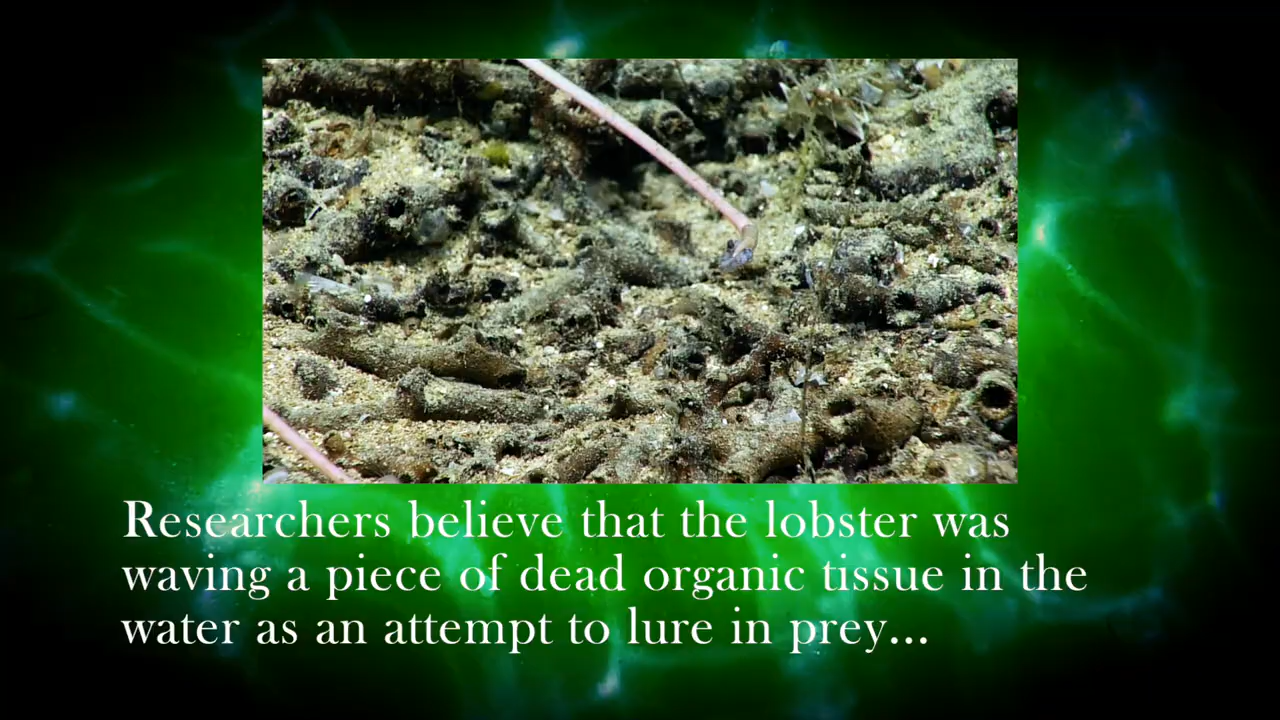 Researchers believe that the lobster was
waving a piece of dead organic tissue in the
water as an attempt to lure in prey...